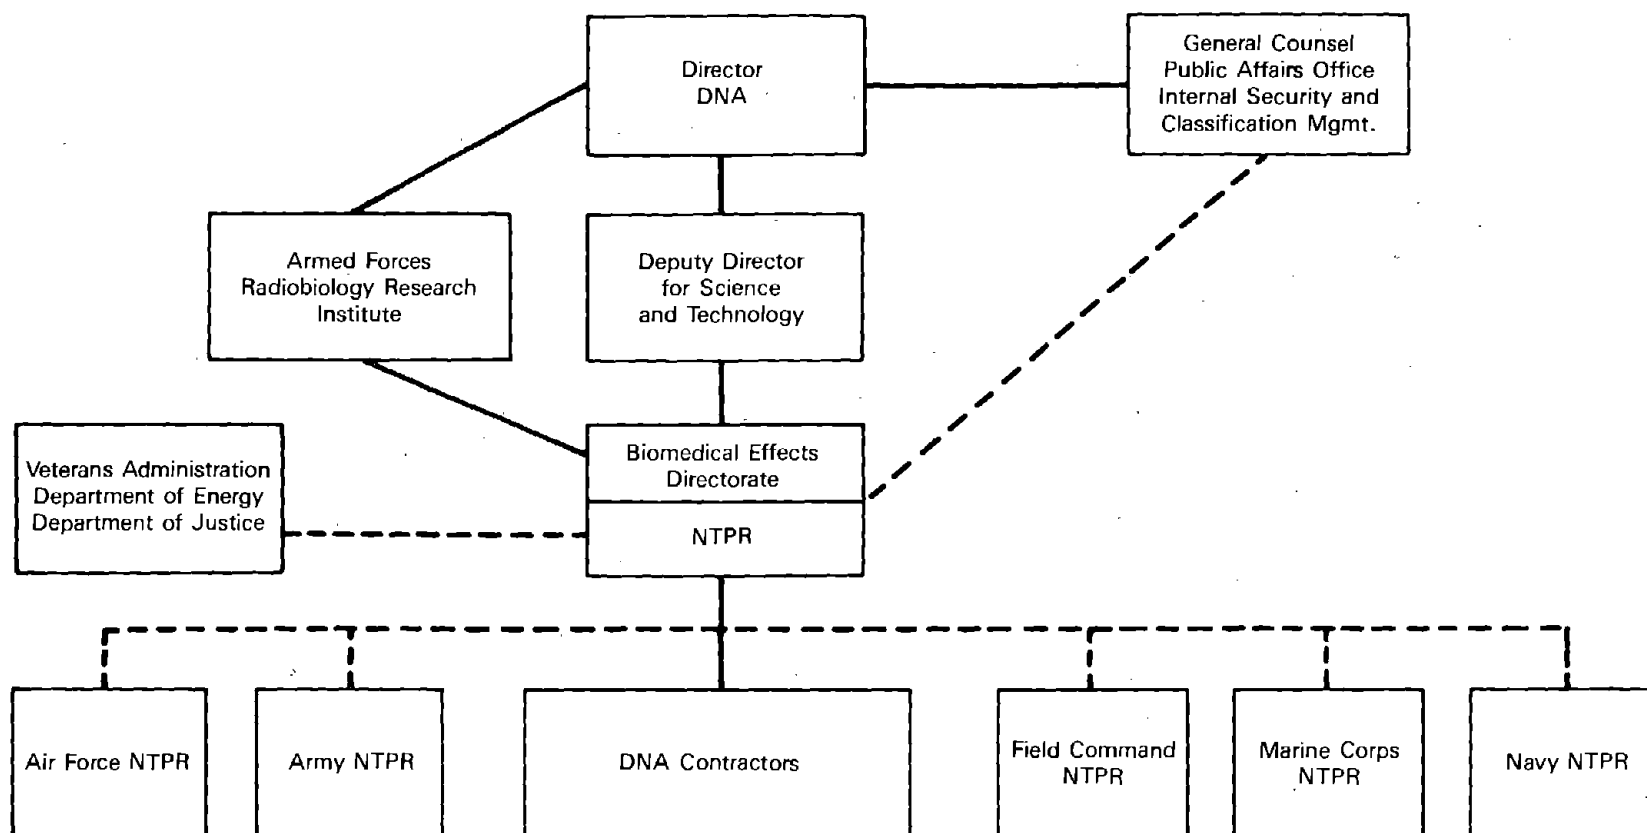 Director
DNA
General Counsel
Public Affairs Office
Internal Security and
Classification Mgmt.
Armed Forces
Radiobiology Research
Institute
Deputy Director
for Science
and Technology
Veterans Administration
Department of Energy
Department of Justice
Biomedical Effects
Directorate
NTPR
Air Force NTPR
Army NTPR
DNA Contractors
Field Command
NTPR
Marine Corps
NTPR
Navy NTPR